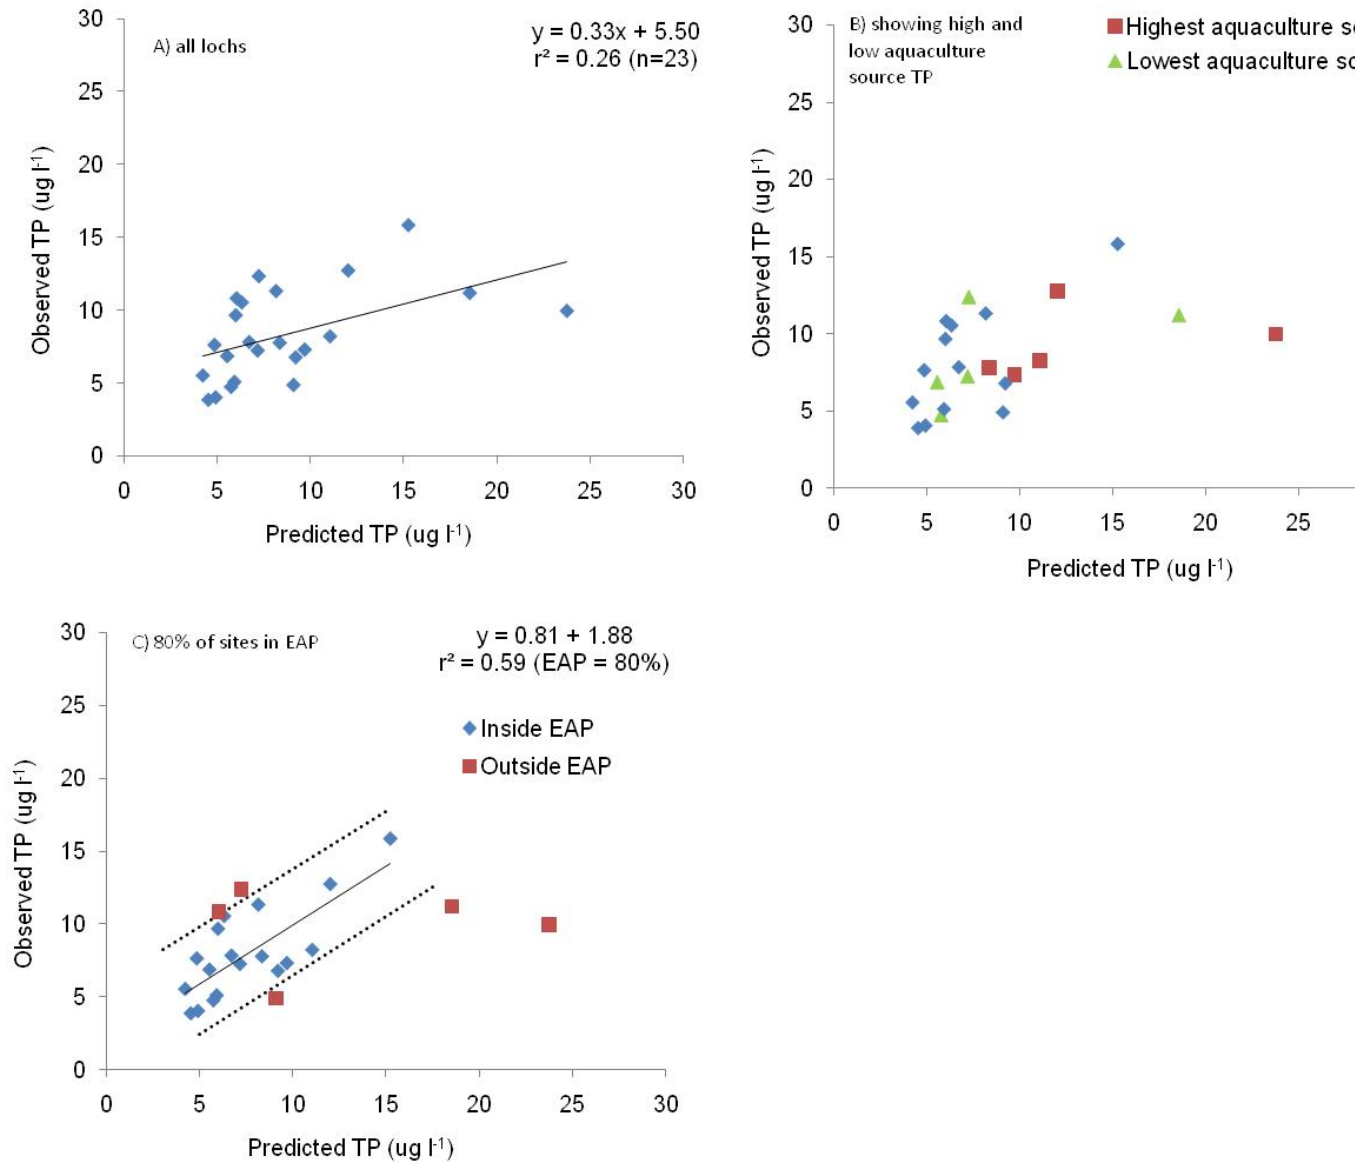 A) all lochs
y = 0.33x + 5.50
r² = 0.26 (n=23)
30
25
20
15
10
5
0
Observed TP (ug l⁻¹)
0 5 10 15 20 25 30
Predicted TP (ug l⁻¹)
B) showing high and
low aquaculture
source TP
Highest aquaculture
Lowest aquaculture
30
25
20
15
10
5
0
Observed TP (ug l⁻¹)
0 5 10 15 20 25
Predicted TP (ug l⁻¹)
C) 80% of sites in EAP
y = 0.81 + 1.88
r² = 0.59 (EAP = 80%)
Inside EAP
Outside EAP
30
25
20
15
10
5
0
Observed TP (ug l⁻¹)
0 5 10 15 20 25 30
Predicted TP (ug l⁻¹)